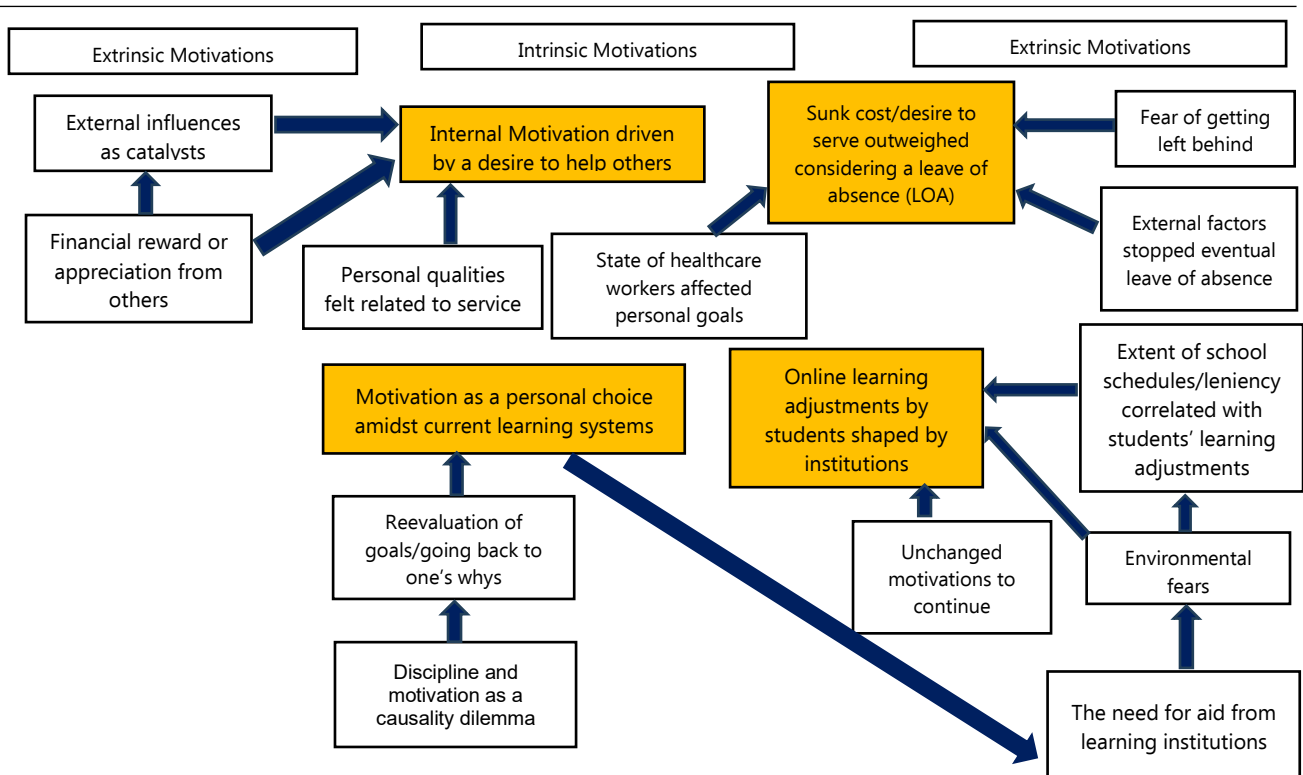 Extrinsic Motivations
Intrinsic Motivations
Extrinsic Motivations
External influences
as catalysts
Internal Motivation driven
by a desire to help others
Sunk cost/desire to
serve outweighed
considering a leave of
absence (LOA)
Fear of getting
left behind
Financial reward or
appreciation from
others
Personal qualities
felt related to service
State of healthcare
workers affected
personal goals
External factors
stopped eventual
leave of absence
Motivation as a personal choice
amidst current learning systems
Online learning
adjustments by
students shaped by
institutions
Extent of school
schedules/leniency
correlated with
students’ learning
adjustments
Reevaluation of
goals/going back to
one’s whys
Unchanged
motivations to
continue
Environmental
fears
Discipline and
motivation as a
causality dilemma
The need for aid from
learning institutions